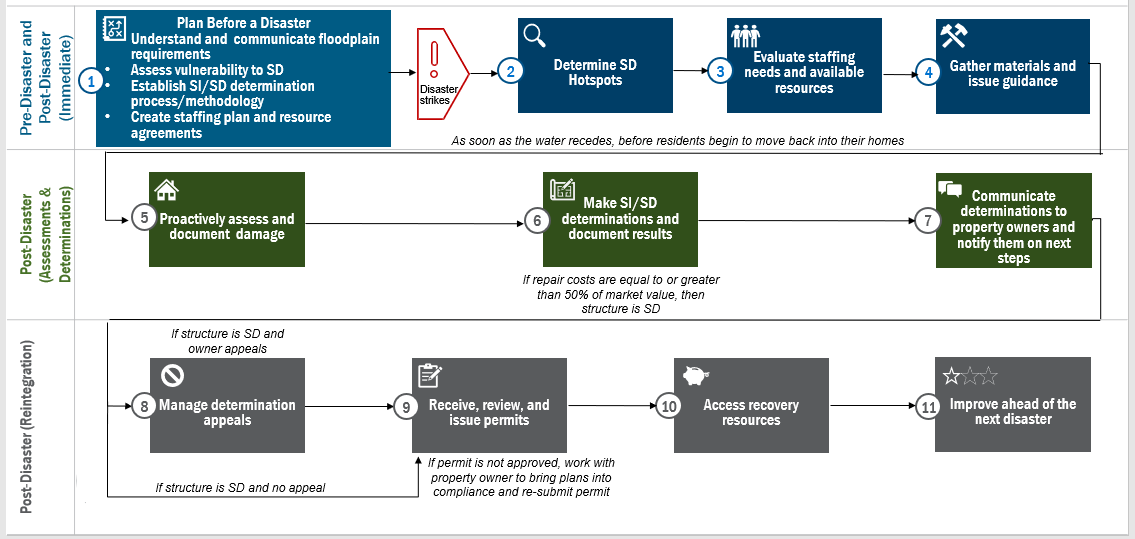 Pre-Disaster and
Post-Disaster
(Immediate)
1
Plan Before a Disaster
Understand and communicate floodplain
requirements
• Assess vulnerability to SD
• Establish SI/SD determination
process/methodology
• Create staffing plan and resource
agreements
Disaster
strikes
2
Determine SD
Hotspots
3
Evaluate staffing
needs and available
resources
4
Gather materials and
issue guidance
As soon as the water recedes, before residents begin to move back into their homes
Post-Disaster
(Assessments &
Determinations)
5
Proactively assess and
document damage
6
Make SI/SD
determinations and
document results
If repair costs are equal to or greater
than 50% of market value, then
structure is SD
7
Communicate
determinations to
property owners and
notify them on next
steps
Post-Disaster (Reintegration)
If structure is SD and
owner appeals
8
Manage determination
appeals
9
Receive, review, and
issue permits
10
Access recovery
resources
11
Improve ahead of the
next disaster
If structure is SD and no appeal
If permit is not approved, work with
property owner to bring plans into
compliance and re-submit permit